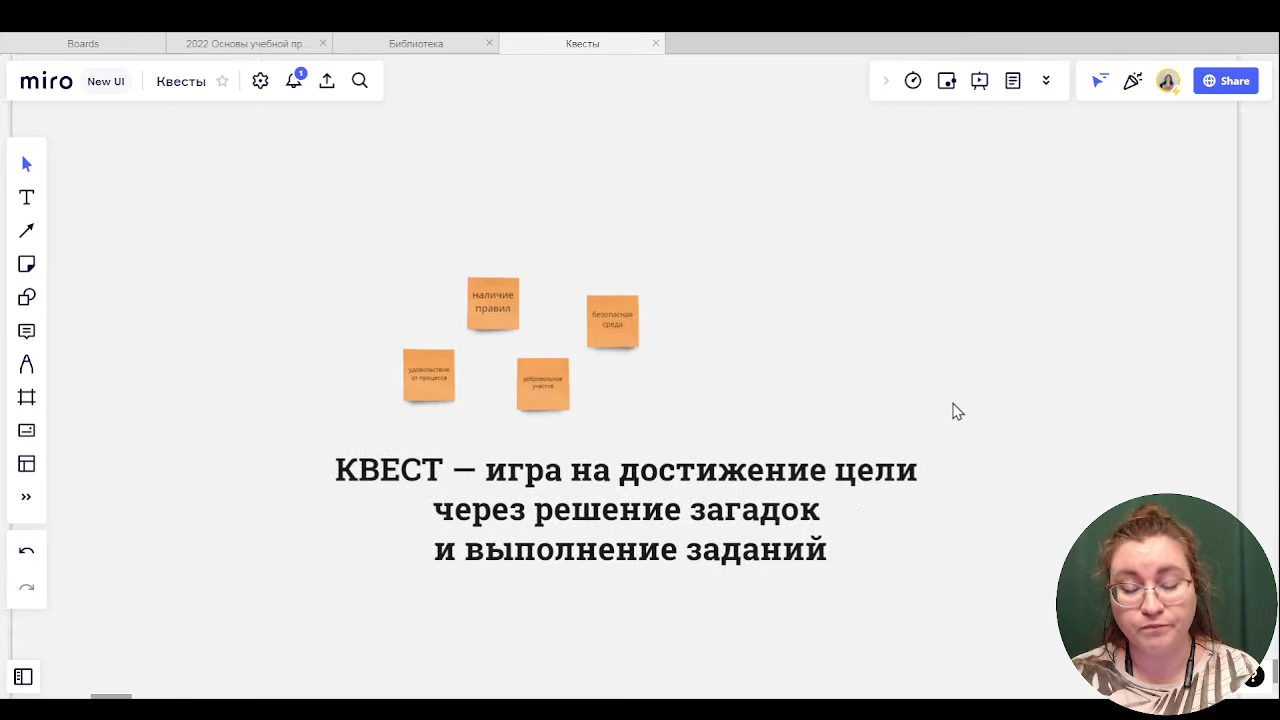 Boards
2022 Основы учебной пр...
Библиотека
Квесты
miro
New UI
Квесты
1
Share
наличие
правил
безопасная
среда
удовольствие
от процесса
добровольное
участие
КВЕСТ — игра на достижение цели
через решение загадок
и выполнение заданий
?